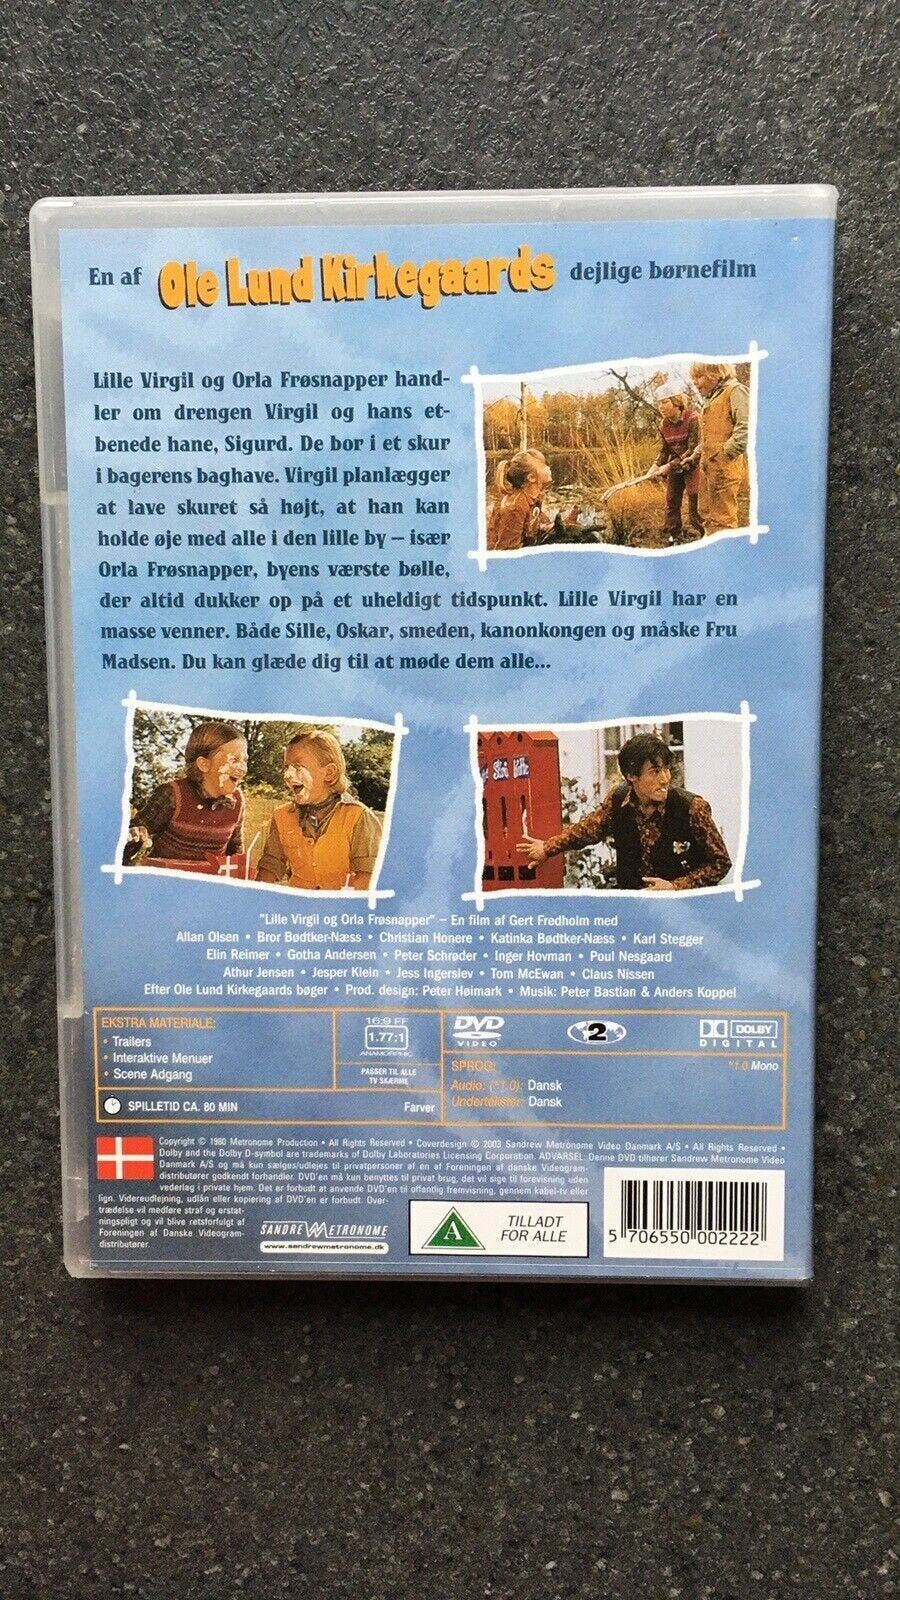 En af Ole Lund Kirkegaards dejlige børnefilm
Lille Virgil og Orla Frøsnapper hand-
ler om drengen Virgil og hans et-
benede hane, Sigurd. De bor i et skur
i bagerens baghave. Virgil planlægger
at lave skuret så højt, at han kan
holde øje med alle i den lille by – især
Orla Frøsnapper, byens værste bølle,
der altid dukker op på et uheldigt tidspunkt. Lille Virgil har en
masse venner. Både Sille, Oskar, smeden, kanonkongen og måske Fru
Madsen. Du kan glæde dig til at møde dem alle...
"Lille Virgil og Orla Frøsnapper" – En film af Gert Fredholm med
Allan Olsen • Bror Bødtker-Næss • Christian Honere • Katinka Bødtker-Næss • Karl Stegger
Elin Reimer • Gotha Andersen • Peter Schrøder • Inger Hovman • Poul Nesgaard
Athur Jensen • Jesper Klein • Jess Ingerslev • Tom McEwan • Claus Nissen
Efter Ole Lund Kirkegaards bøger • Prod. design: Peter Høimark • Musik: Peter Bastian & Anders Koppel
EKSTRA MATERIALE:
• Trailers
• Interaktive Menuer
• Scene Adgang
SPILLETID CA. 80 MIN
Farver
16:9 FF
1.77:1
ANAMORPHIC
PASSER TIL ALLE
TV SKÆRME
DVD
VIDEO
2
DOLBY
DIGITAL
SPROG:
*1.0 Mono
Audio: (*1.0): Dansk
Undertekster: Dansk
Copyright © 1980 Metronome Production • All Rights Reserved • Coverdesign © 2003 Sandrew Metronome Video Danmark A/S • All Rights Reserved •
Dolby and the Dolby D-symbol are trademarks of Dolby Laboratories Licensing Corporation. ADVARSEL: Denne DVD tilhører Sandrew Metronome Video
Danmark A/S og må kun sælges/udlejes til privatpersoner af en af Foreningen af danske Videogram-
distributører godkendt forhandler. DVD'en må kun benyttes til privat brug, det vil sige til forevisning uden
vederlag i private hjem. Det er forbudt at anvende DVD'en til offentlig fremvisning, gennem kabel-tv eller
lign. Videreudlejning, udlån eller kopiering af DVD'en er forbudt. Over-
trædelse vil medføre straf og erstat-
ningspligt og vil blive retsforfulgt af
Foreningen af Danske Videogram-
distributører.
SANDREW METRONOME
www.sandrewmetronome.dk
A
TILLADT
FOR ALLE
5 706550 002222